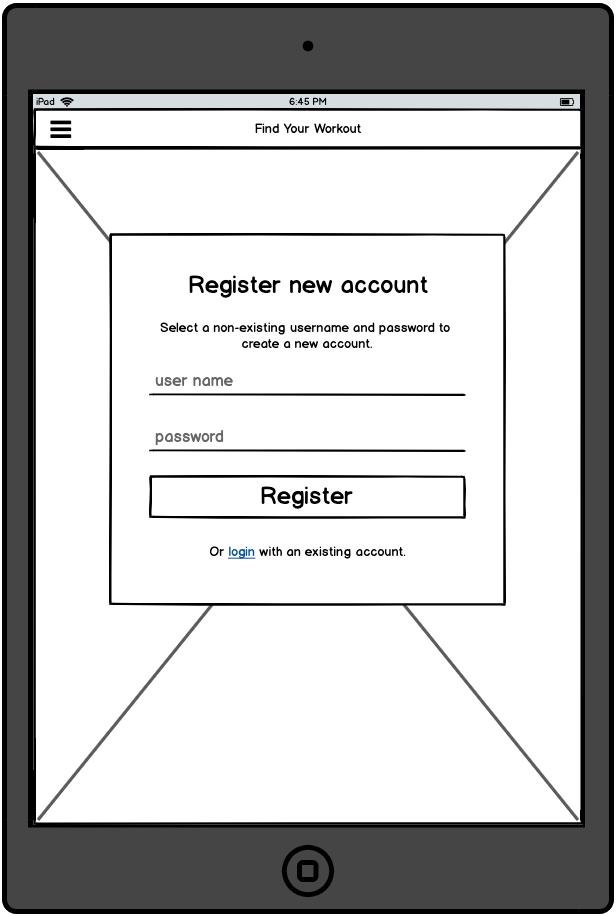 iPad
6:45 PM
Find Your Workout
Register new account
Select a non-existing username and password to
create a new account.
user name
password
Register
Or login with an existing account.